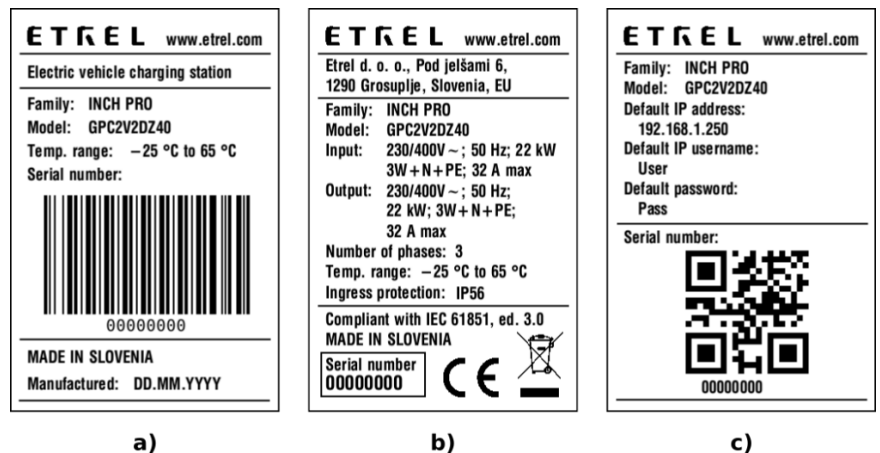 ETREL www.etrel.com
Electric vehicle charging station
Family: INCH PRO
Model: GPC2V2DZ40
Temp. range: −25 °C to 65 °C
Serial number:
00000000
MADE IN SLOVENIA
Manufactured: DD.MM.YYYY
a)
ETREL www.etrel.com
Etrel d. o. o., Pod jelšami 6,
1290 Grosuplje, Slovenia, EU
Family: INCH PRO
Model: GPC2V2DZ40
Input: 230/400V ~; 50 Hz; 22 kW
3W+N+PE; 32 A max
Output: 230/400V ~; 50 Hz;
22 kW; 3W+N+PE;
32 A max
Number of phases: 3
Temp. range: −25 °C to 65 °C
Ingress protection: IP56
Compliant with IEC 61851, ed. 3.0
MADE IN SLOVENIA
Serial number
00000000
CE
b)
ETREL www.etrel.com
Family: INCH PRO
Model: GPC2V2DZ40
Default IP address:
192.168.1.250
Default IP username:
User
Default password:
Pass
Serial number:
00000000
c)